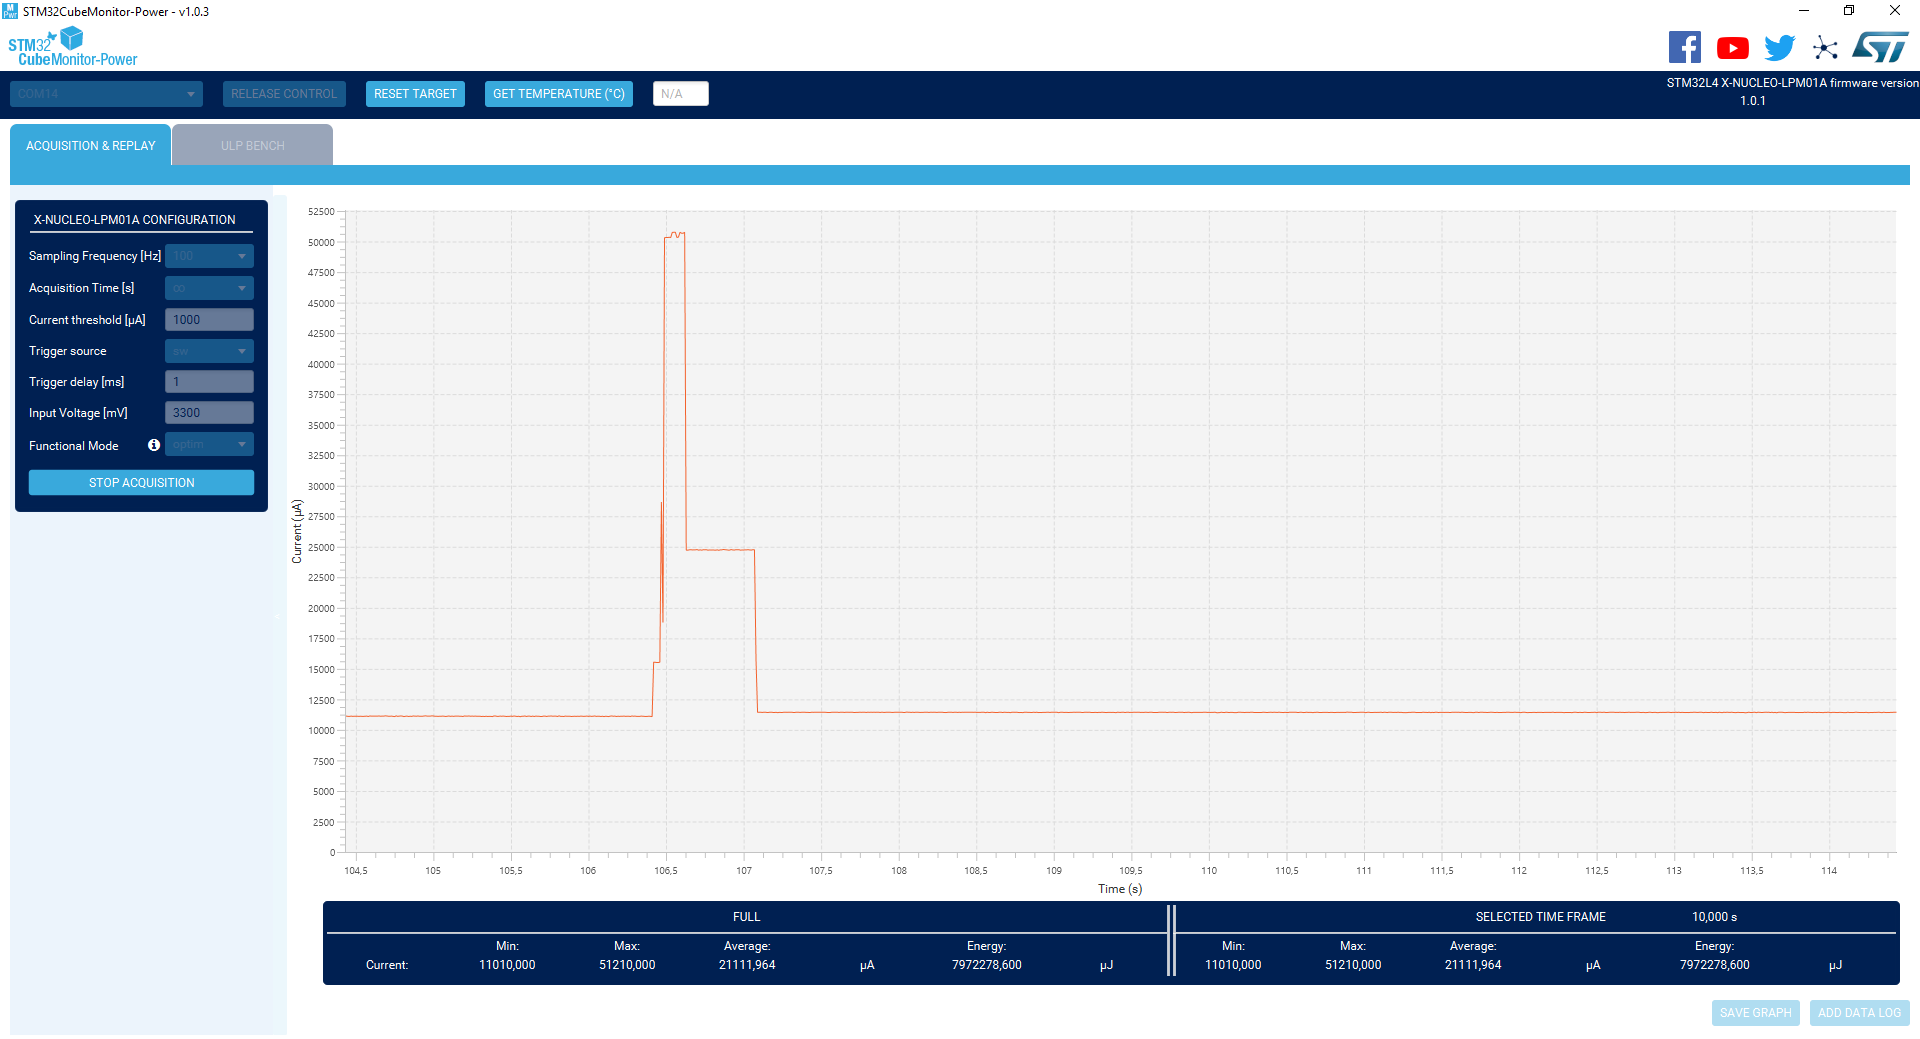 STM32CubeMonitor-Power - v1.0.3
STM32
CubeMonitor-Power
COM14 RELEASE CONTROL RESET TARGET GET TEMPERATURE (°C) N/A
STM32L4 X-NUCLEO-LPM01A firmware version
1.0.1
ACQUISITION & REPLAY ULP BENCH
X-NUCLEO-LPM01A CONFIGURATION
Sampling Frequency [Hz] 100
Acquisition Time [s] ∞
Current threshold [µA] 1000
Trigger source sw
Trigger delay [ms] 1
Input Voltage [mV] 3300
Functional Mode optim
STOP ACQUISITION
Current (µA)
52500
50000
47500
45000
42500
40000
37500
35000
32500
30000
27500
25000
22500
20000
17500
15000
12500
10000
7500
5000
2500
0
104,5 105 105,5 106 106,5 107 107,5 108 108,5 109 109,5 110 110,5 111 111,5 112 112,5 113 113,5 114
Time (s)
FULL
Min: Max: Average: Energy:
Current: 11010,000 51210,000 21111,964 µA 7972278,600 µJ
SELECTED TIME FRAME 10,000 s
Min: Max: Average: Energy:
11010,000 51210,000 21111,964 µA 7972278,600 µJ
SAVE GRAPH ADD DATA LOG